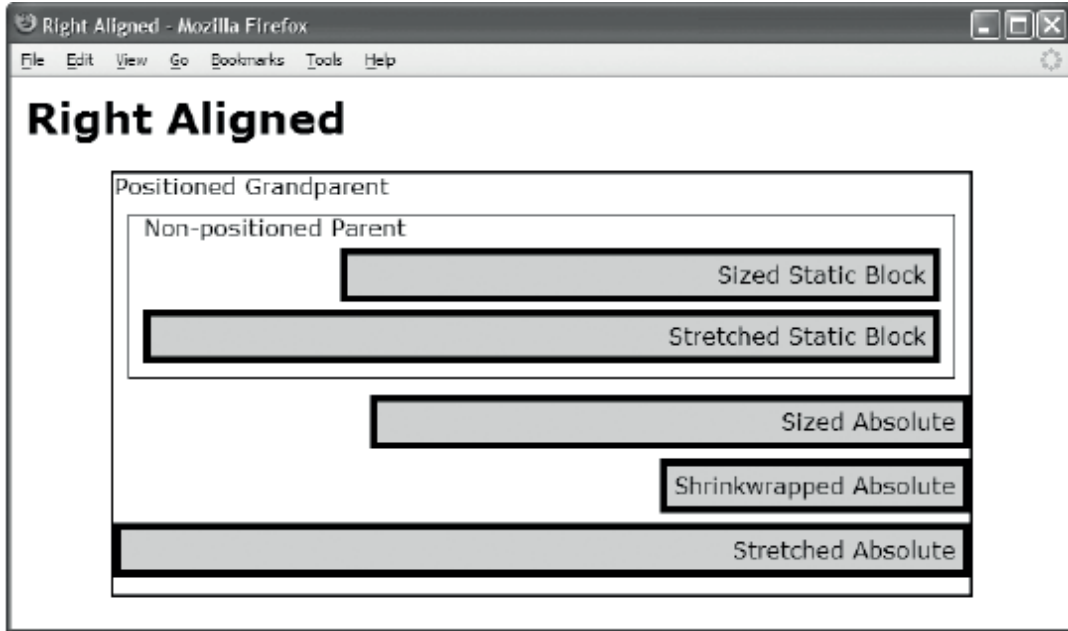 Right Aligned - Mozilla Firefox
File Edit View Go Bookmarks Tools Help
Right Aligned
Positioned Grandparent
Non-positioned Parent
Sized Static Block
Stretched Static Block
Sized Absolute
Shrinkwrapped Absolute
Stretched Absolute